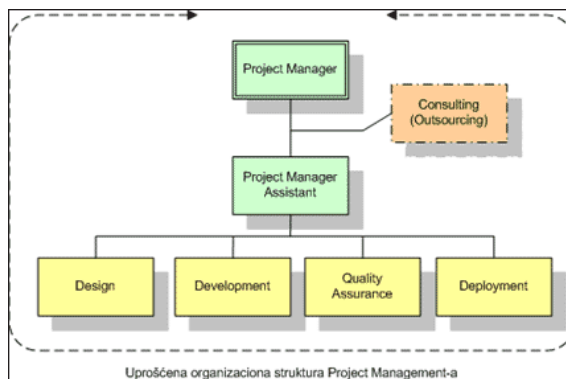 Project Manager
Consulting
(Outsourcing)
Project Manager
Assistant
Design
Development
Quality
Assurance
Deployment
Uprošćena organizaciona struktura Project Management-a